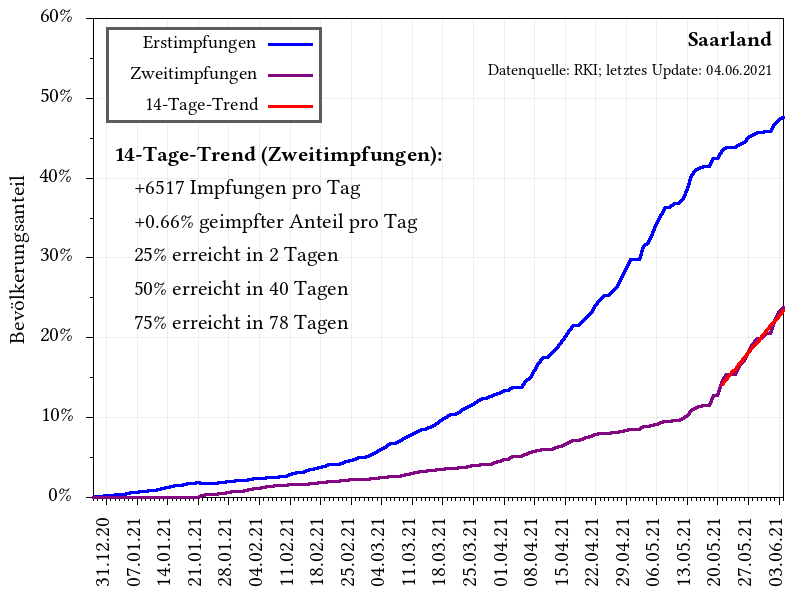 60%
50%
40%
30%
20%
10%
0%
Bevölkerungsanteil
Erstimpfungen
Zweitimpfungen
14-Tage-Trend
Saarland
Datenquelle: RKI; letztes Update: 04.06.2021
14-Tage-Trend (Zweitimpfungen):
+6517 Impfungen pro Tag
+0.66% geimpfter Anteil pro Tag
25% erreicht in 2 Tagen
50% erreicht in 40 Tagen
75% erreicht in 78 Tagen
31.12.20
07.01.21
14.01.21
21.01.21
28.01.21
04.02.21
11.02.21
18.02.21
25.02.21
04.03.21
11.03.21
18.03.21
25.03.21
01.04.21
08.04.21
15.04.21
22.04.21
29.04.21
06.05.21
13.05.21
20.05.21
27.05.21
03.06.21